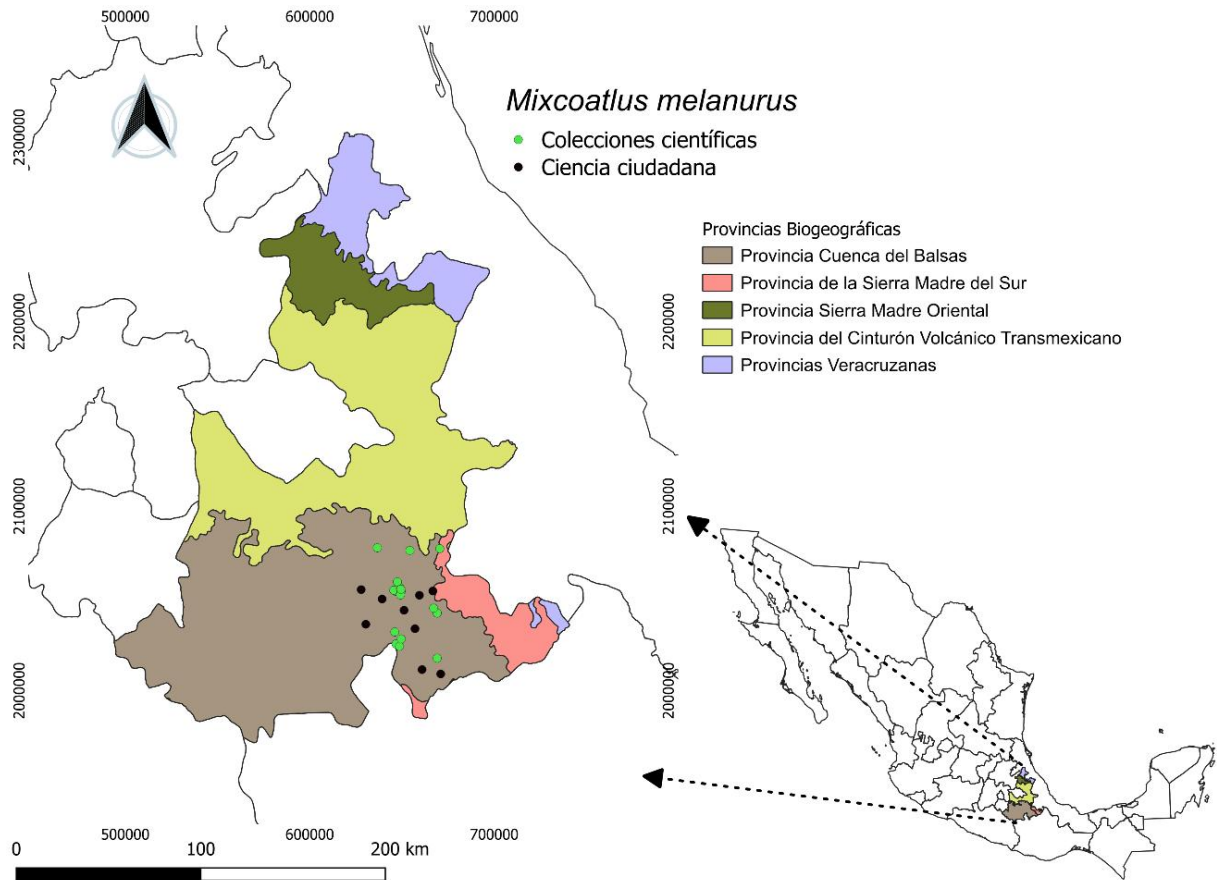 500000 600000 700000
2300000
2200000
2100000
2000000
Mixcoatlus melanurus
Colecciones científicas
Ciencia ciudadana
Provincias Biogeográficas
Provincia Cuenca del Balsas
Provincia de la Sierra Madre del Sur
Provincia Sierra Madre Oriental
Provincia del Cinturón Volcánico Transmexicano
Provincias Veracruzanas
2200000
2100000
2000000
500000 600000 700000
0 100 200 km